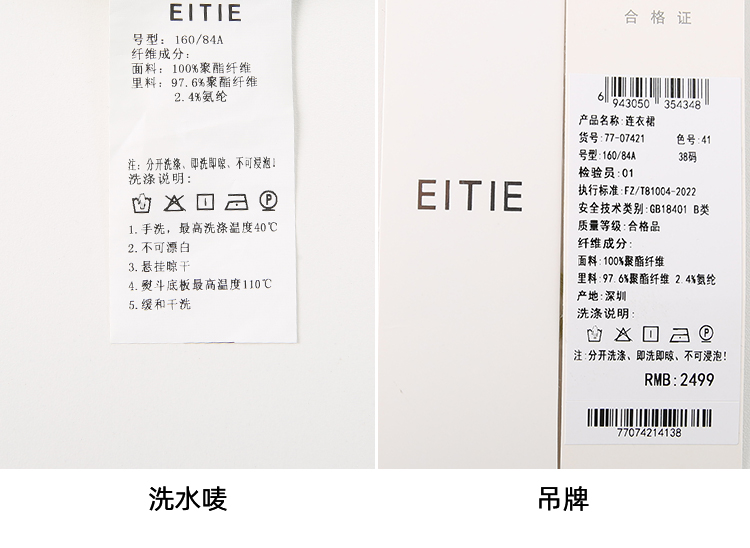 EITIE
号型: 160/84A
纤维成分:
面料: 100%聚酯纤维
里料: 97.6%聚酯纤维
2.4%氨纶
注: 分开洗涤、即洗即晾、不可浸泡!
洗涤说明:
1.手洗，最高洗涤温度40℃
2.不可漂白
3.悬挂晾干
4.熨斗底板最高温度110℃
5.缓和干洗
洗水唛
EITIE
合格证
6 943050 354348
产品名称:连衣裙
货号:77-07421 色号:41
号型:160/84A 38码
检验员:01
执行标准:FZ/T81004-2022
安全技术类别:GB18401 B类
质量等级:合格品
纤维成分:
面料:100%聚酯纤维
里料:97.6%聚酯纤维 2.4%氨纶
产地:深圳
洗涤说明:
注:分开洗涤、即洗即晾、不可浸泡!
RMB:2499
77074214138
吊牌